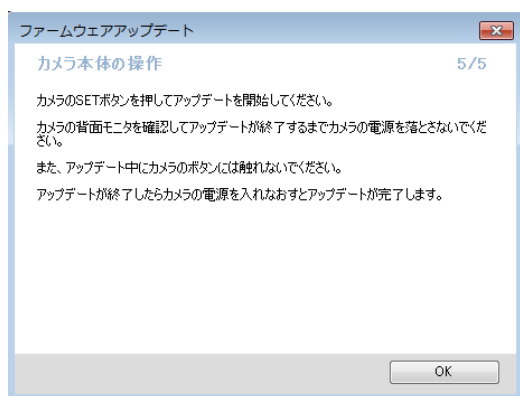 ファームウェアアップデート
カメラ本体の操作 5/5
カメラのSETボタンを押してアップデートを開始してください。
カメラの背面モニタを確認してアップデートが終了するまでカメラの電源を落とさないでくだ
さい。
また、アップデート中にカメラのボタンには触れないでください。
アップデートが終了したらカメラの電源を入れなおすとアップデートが完了します。
OK